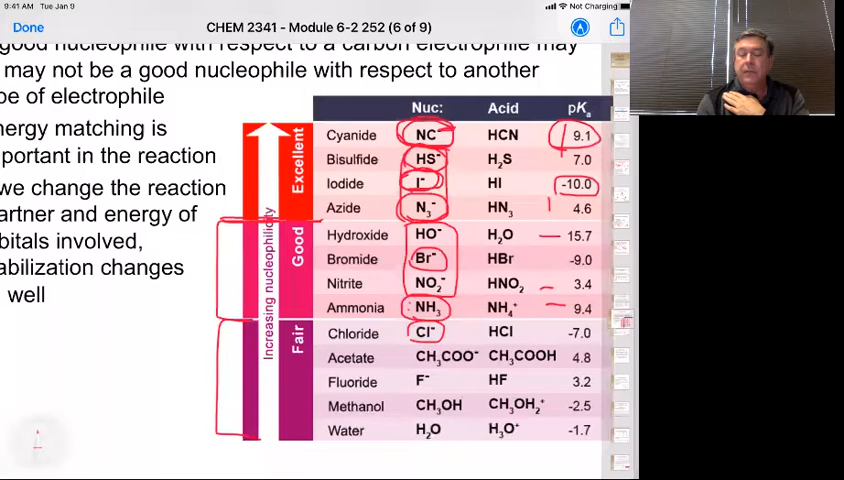 9:41 AM Tue Jan 9
Not Charging
Done
CHEM 2341 - Module 6-2 252 (6 of 9)
good nucleophile with respect to a carbon electrophile may
may not be a good nucleophile with respect to another
pe of electrophile
nergy matching is
portant in the reaction
we change the reaction
artner and energy of
bitals involved,
abilization changes
well
Increasing nucleophilicity
Excellent
Good
Fair
Nuc: Acid pKa
Cyanide NC⁻ HCN 9.1
Bisulfide HS⁻ H₂S 7.0
Iodide I⁻ HI -10.0
Azide N₃⁻ HN₃ 4.6
Hydroxide HO⁻ H₂O 15.7
Bromide Br⁻ HBr -9.0
Nitrite NO₂⁻ HNO₂ 3.4
Ammonia NH₃ NH₄⁺ 9.4
Chloride Cl⁻ HCl -7.0
Acetate CH₃COO⁻ CH₃COOH 4.8
Fluoride F⁻ HF 3.2
Methanol CH₃OH CH₃OH₂⁺ -2.5
Water H₂O H₃O⁺ -1.7